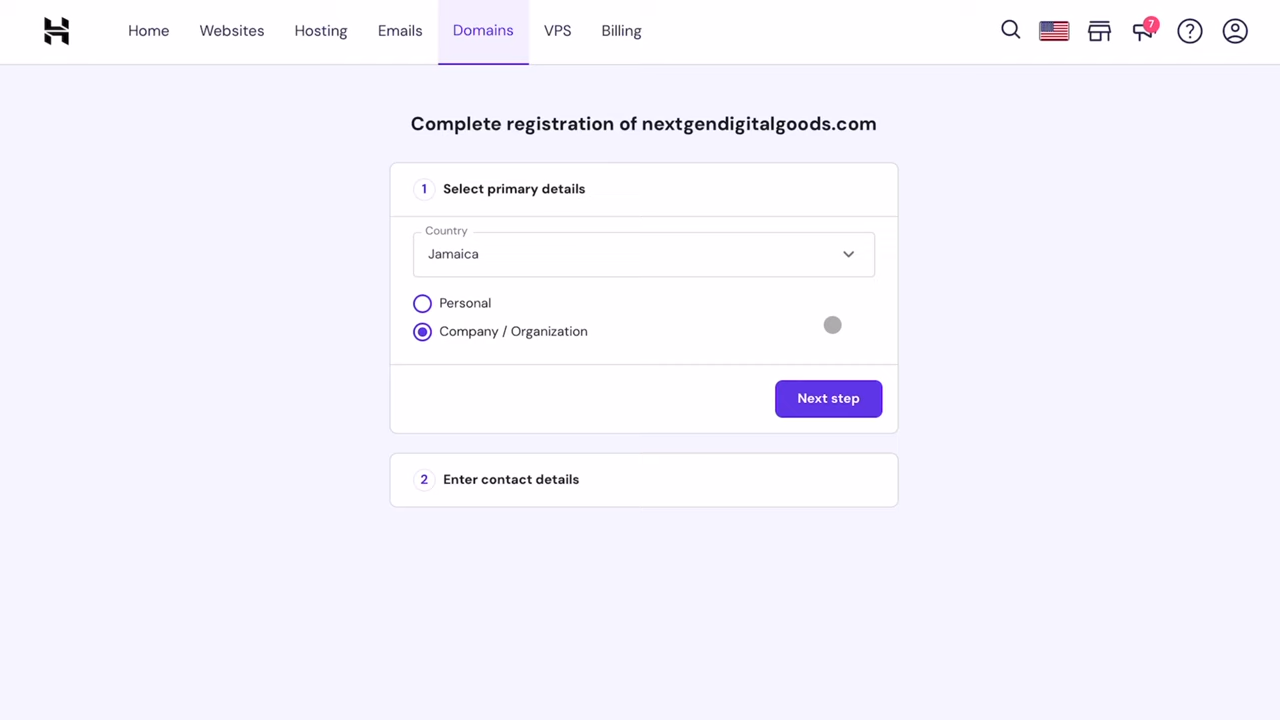 Home Websites Hosting Emails Domains VPS Billing 7
Complete registration of nextgendigitalgoods.com
1 Select primary details
Country
Jamaica
Personal
Company / Organization
Next step
2 Enter contact details